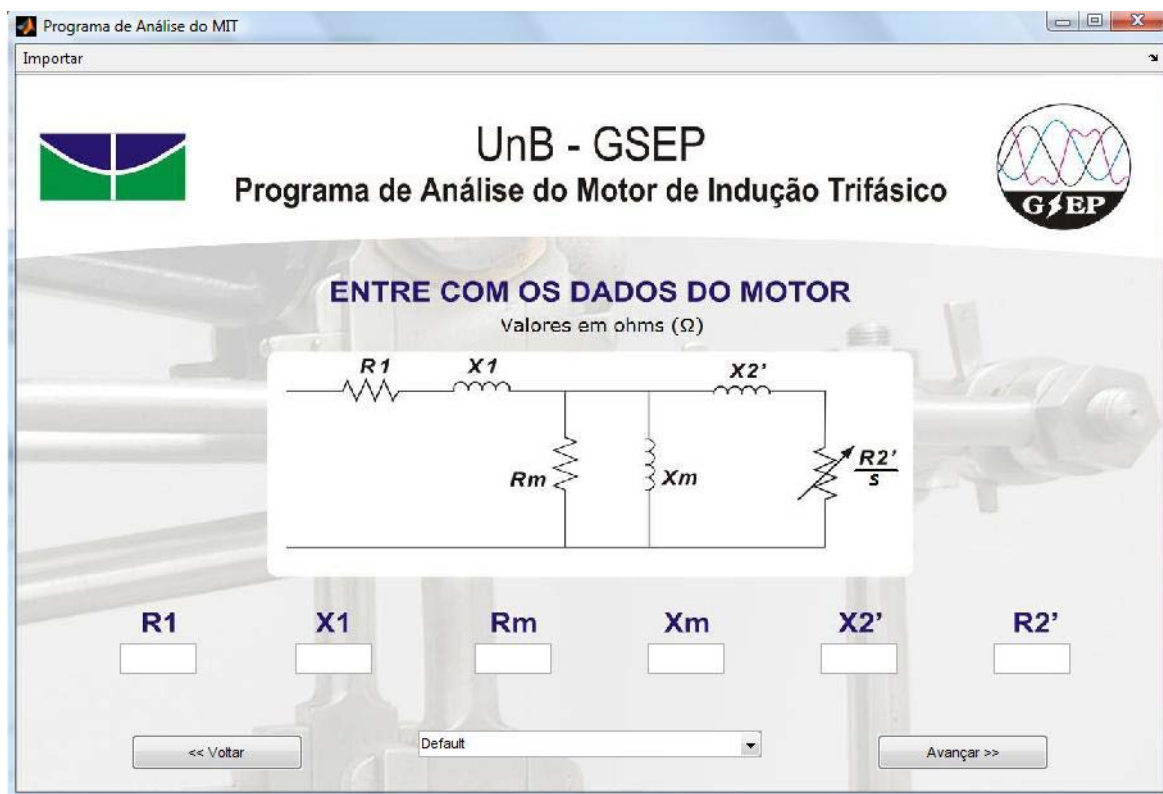 Programa de Análise do MIT
Importar
UnB - GSEP
Programa de Análise do Motor de Indução Trifásico
GSEP
ENTRE COM OS DADOS DO MOTOR
Valores em ohms (Ω)
R1 X1 X2'
Rm Xm R2'
s
R1 X1 Rm Xm X2' R2'
<< Voltar Default Avançar >>